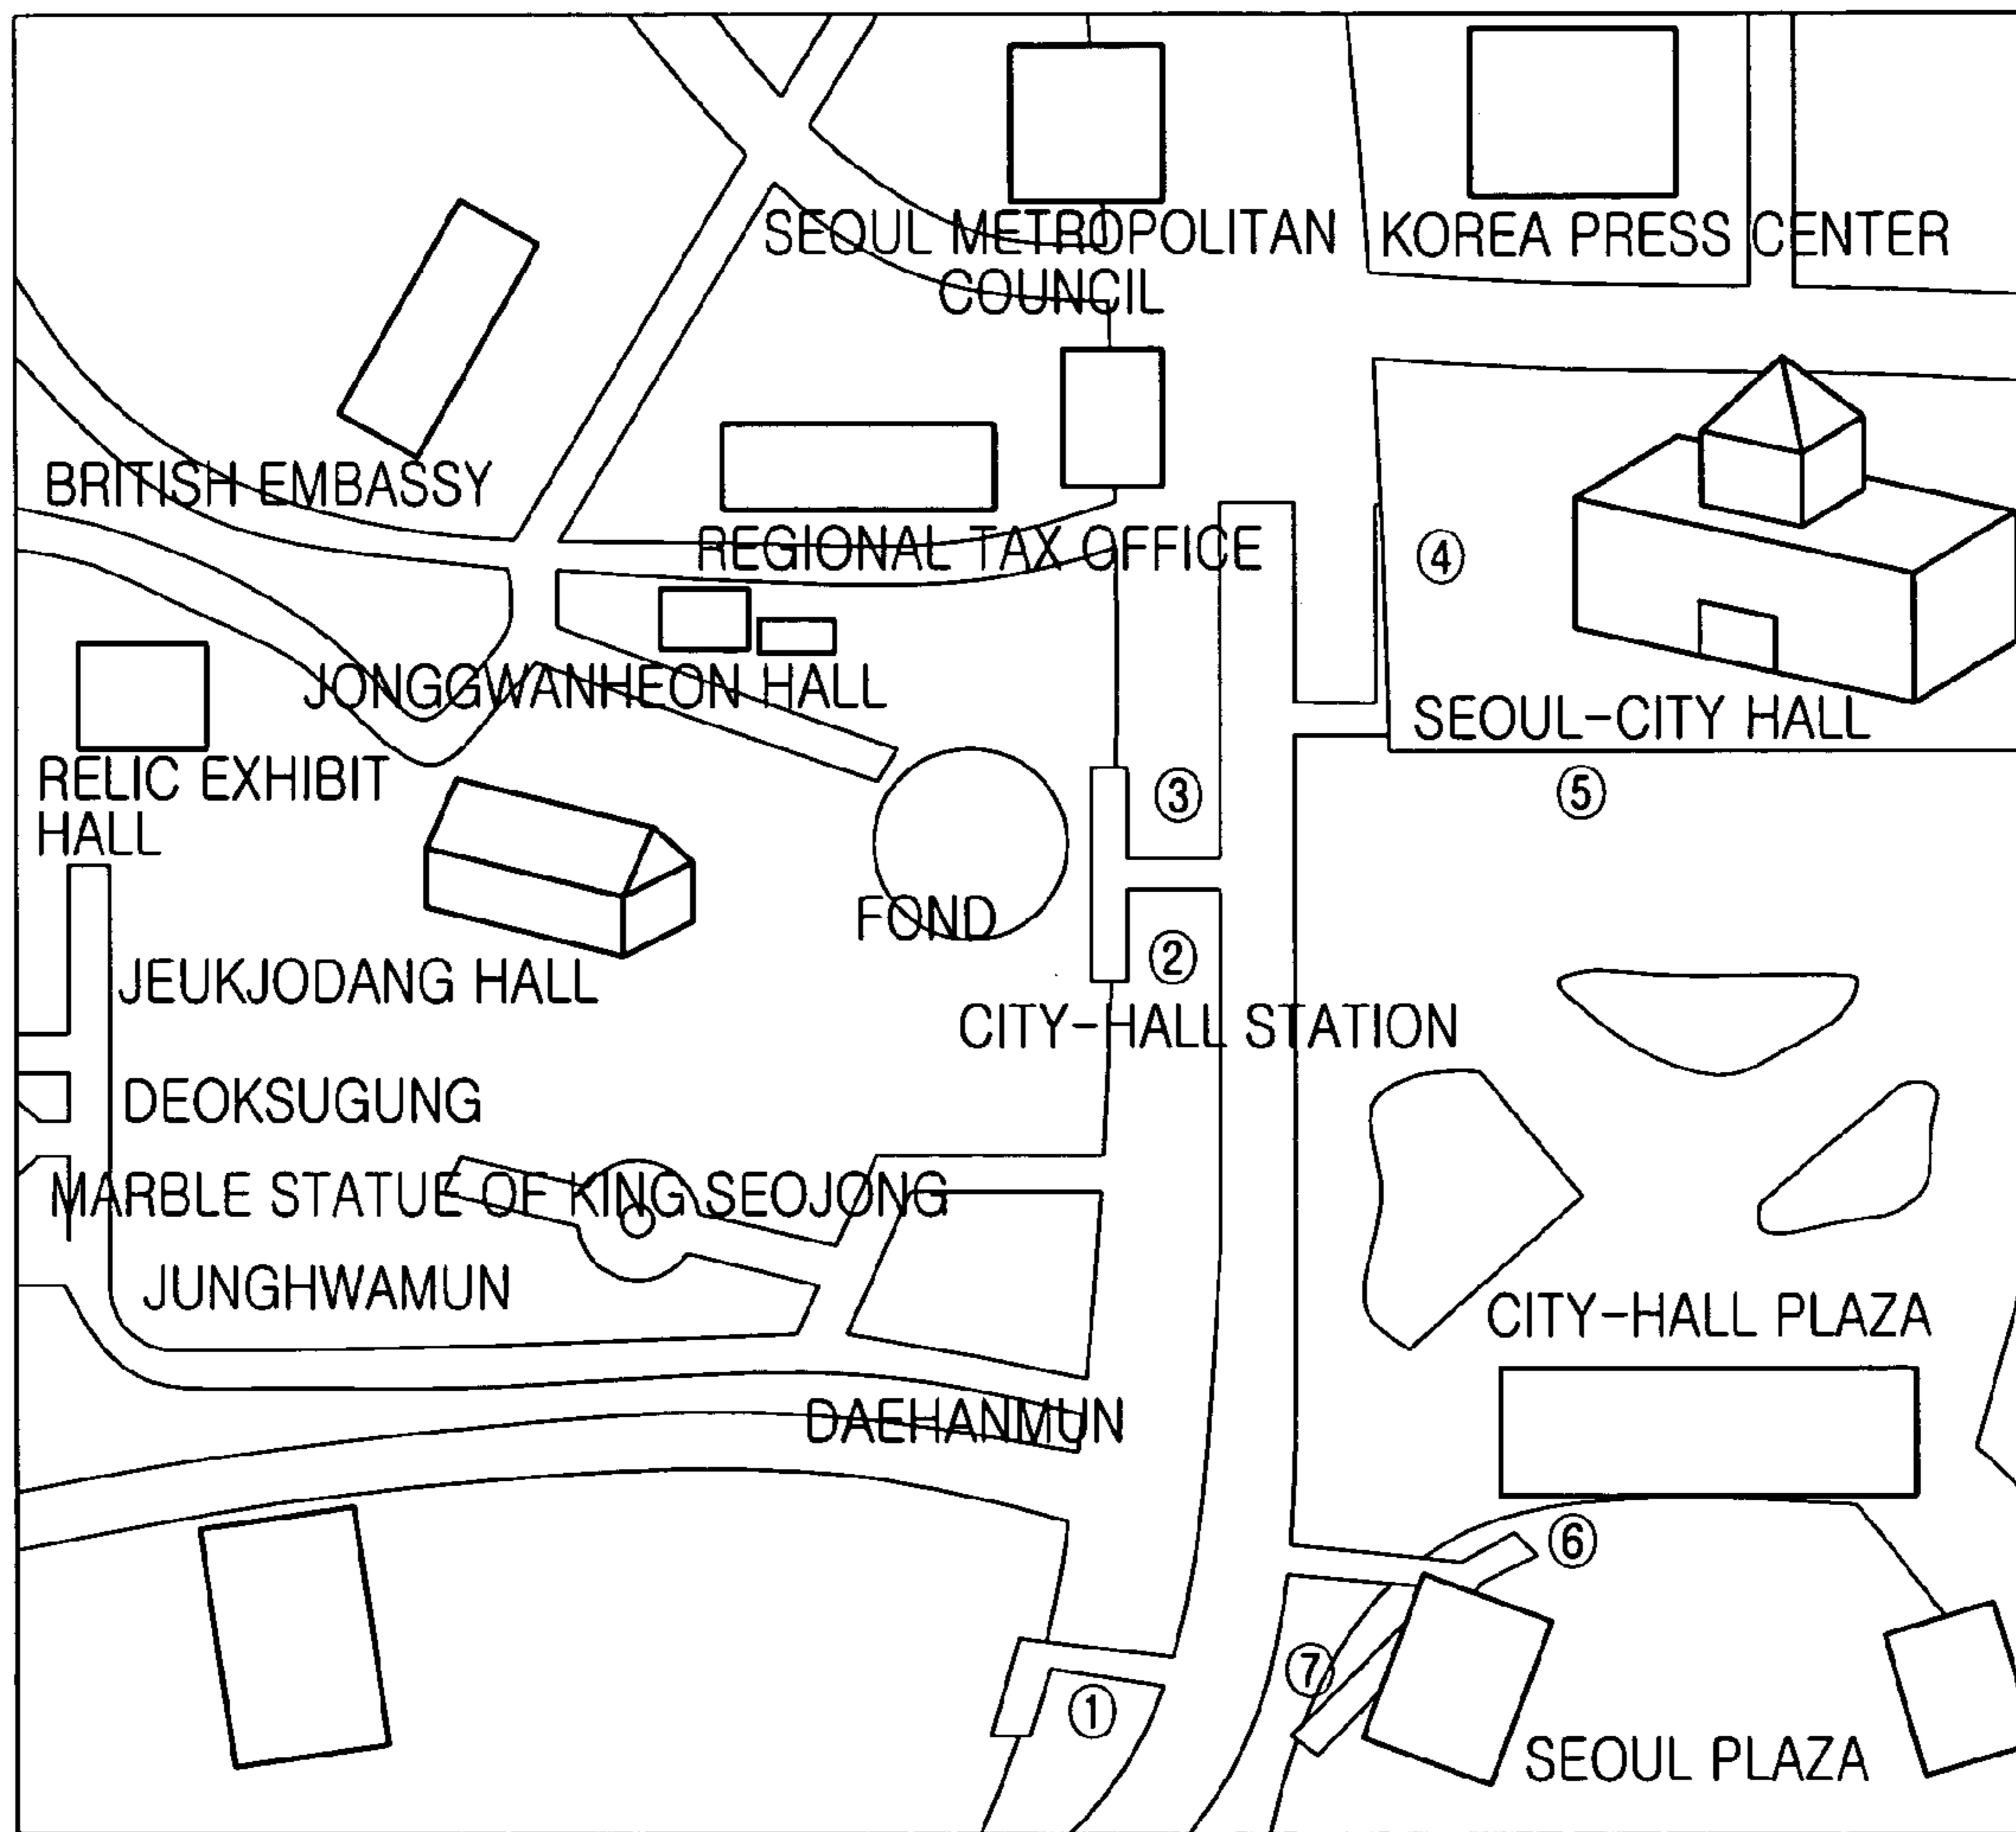 SEOUL METROPOLITAN
COUNCIL
KOREA PRESS CENTER
BRITISH EMBASSY
REGIONAL TAX OFFICE
④
JONGGWANHEON HALL
SEOUL-CITY HALL
RELIC EXHIBIT
HALL
③
⑤
FOND
②
JEUKJODANG HALL
CITY-HALL STATION
DEOKSUGUNG
MARBLE STATUE OF KING SEOJONG
JUNGHWAMUN
CITY-HALL PLAZA
DAEHANMUN
⑥
⑦
①
SEOUL PLAZA